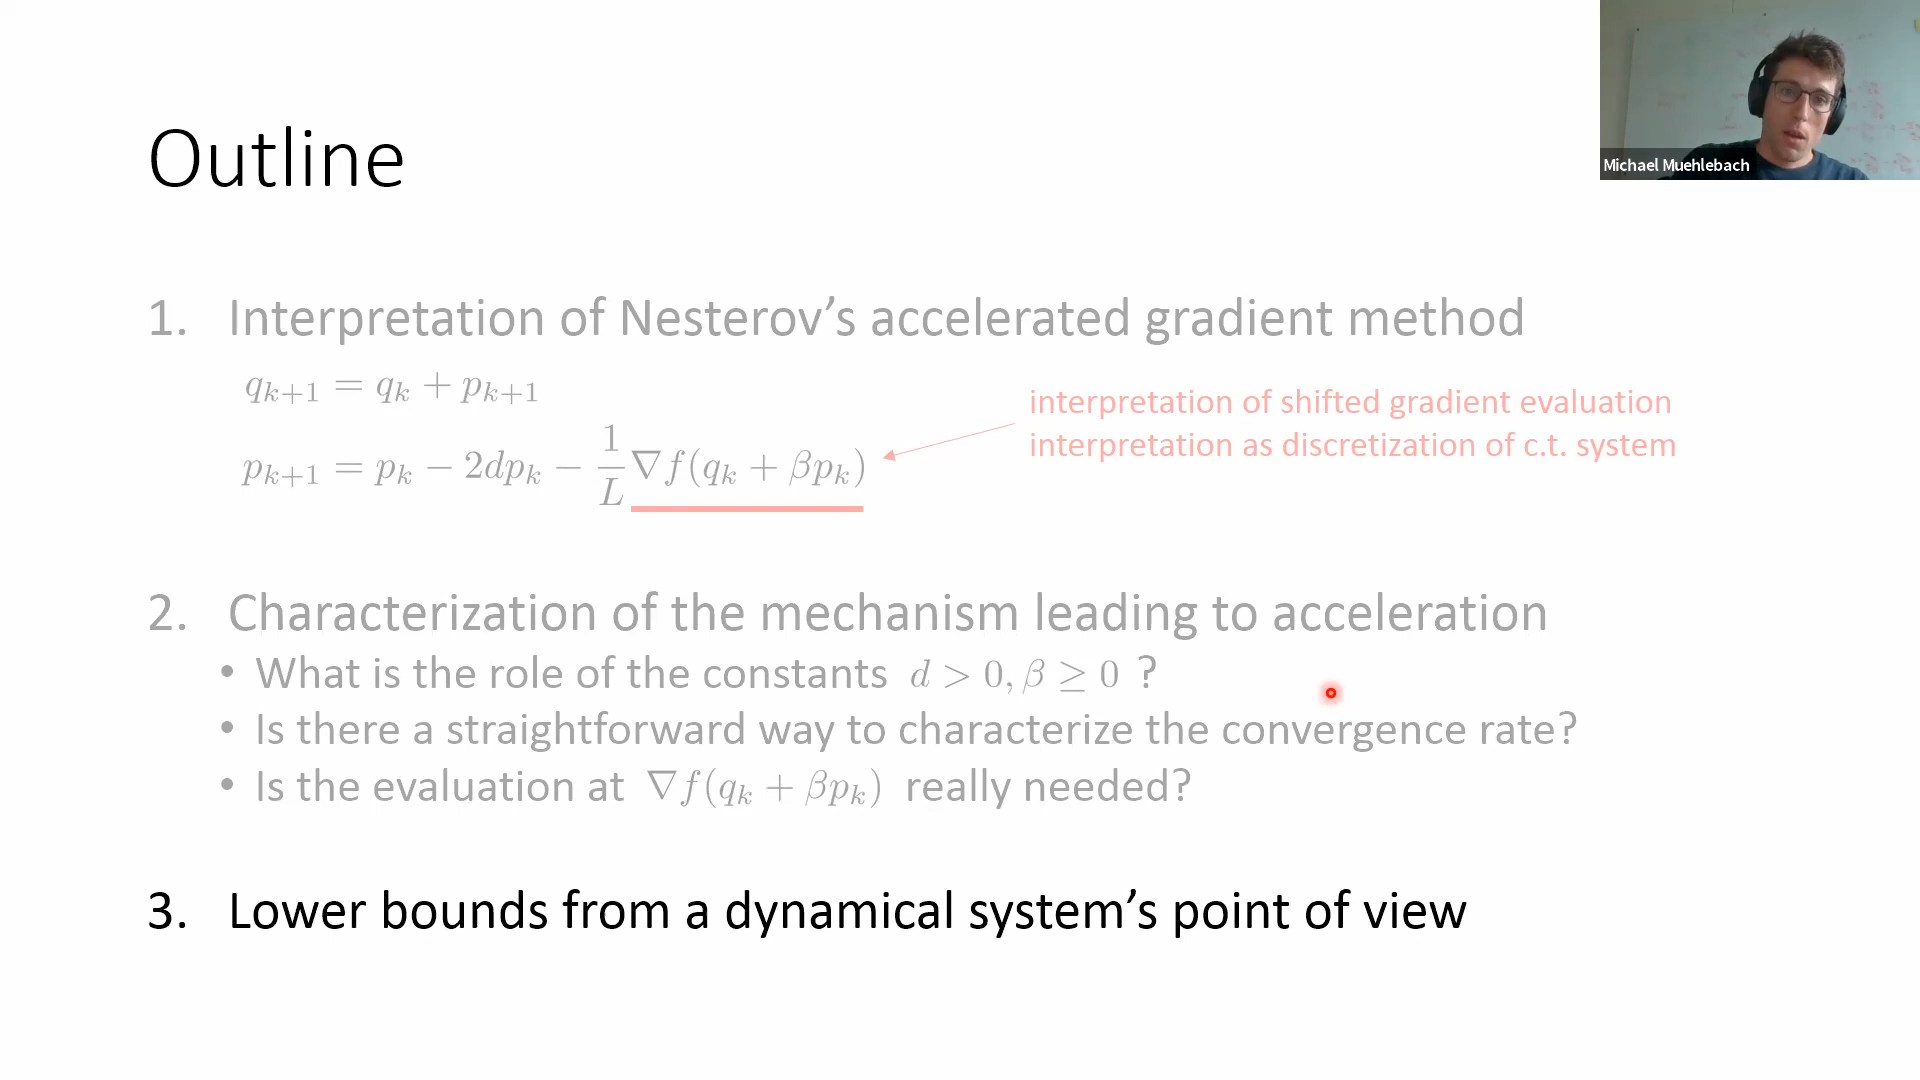 Outline
Michael Muehlebach
1. Interpretation of Nesterov’s accelerated gradient method
q_{k+1} = q_k + p_{k+1}
p_{k+1} = p_k − 2dp_k − \frac{1}{L}∇f(q_k + βp_k)
interpretation of shifted gradient evaluation
interpretation as discretization of c.t. system
2. Characterization of the mechanism leading to acceleration
• What is the role of the constants d > 0, β ≥ 0 ?
• Is there a straightforward way to characterize the convergence rate?
• Is the evaluation at ∇f(q_k + βp_k) really needed?
3. Lower bounds from a dynamical system’s point of view